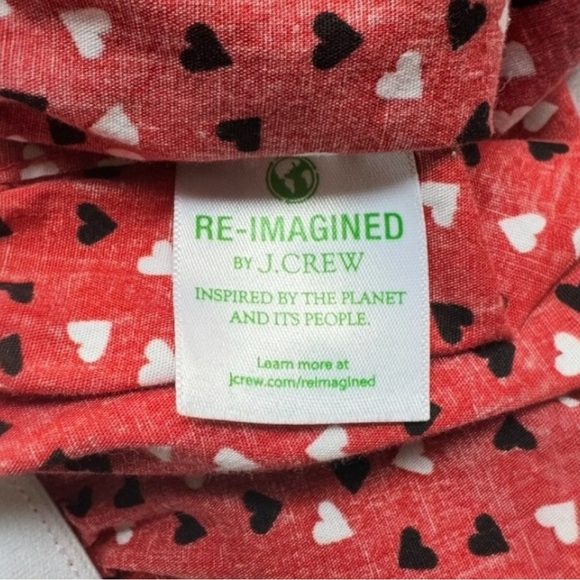 RE-IMAGINED
BY J.CREW
INSPIRED BY THE PLANET
AND ITS PEOPLE.
Learn more at
jcrew.com/reimagined